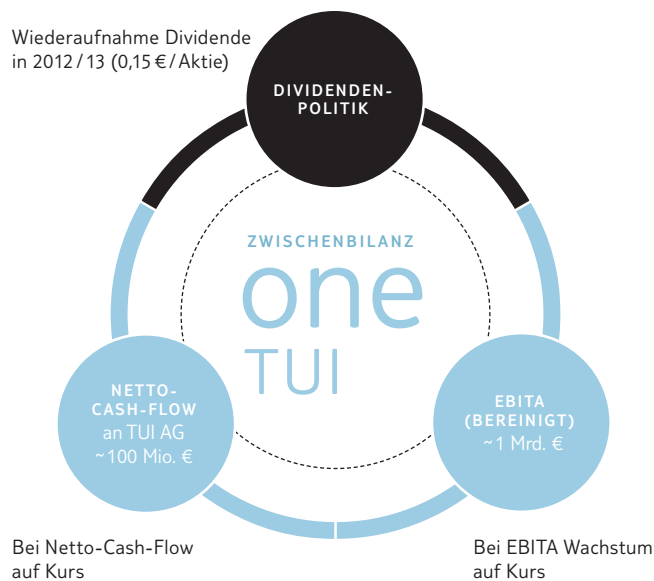 Wiederaufnahme Dividende
in 2012/13 (0,15 €/Aktie)
DIVIDENDEN-
POLITIK
ZWISCHENBILANZ
one
TUI
NETTO-
CASH-FLOW
an TUI AG
~100 Mio. €
EBITA
(BEREINIGT)
~1 Mrd. €
Bei Netto-Cash-Flow
auf Kurs
Bei EBITA Wachstum
auf Kurs